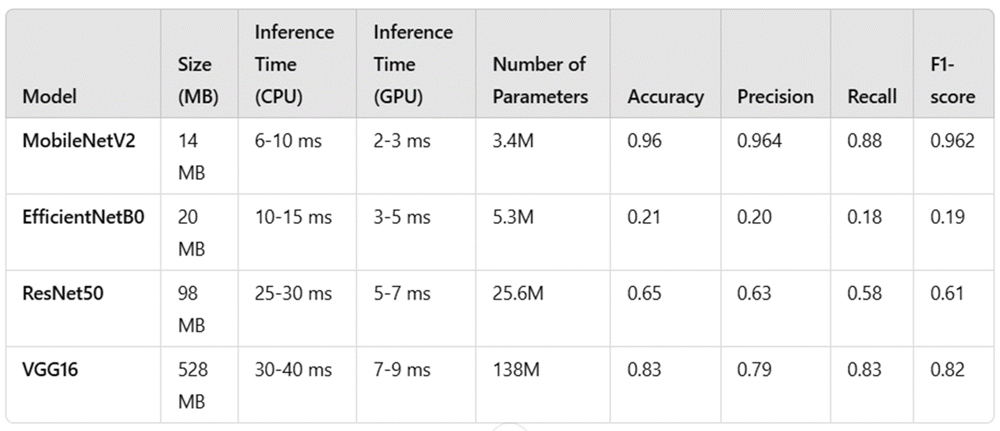 Model Size (MB) Inference Time (CPU) Inference Time (GPU) Number of Parameters Accuracy Precision Recall F1-score
MobileNetV2 14 MB 6-10 ms 2-3 ms 3.4M 0.96 0.964 0.88 0.962
EfficientNetB0 20 MB 10-15 ms 3-5 ms 5.3M 0.21 0.20 0.18 0.19
ResNet50 98 MB 25-30 ms 5-7 ms 25.6M 0.65 0.63 0.58 0.61
VGG16 528 MB 30-40 ms 7-9 ms 138M 0.83 0.79 0.83 0.82